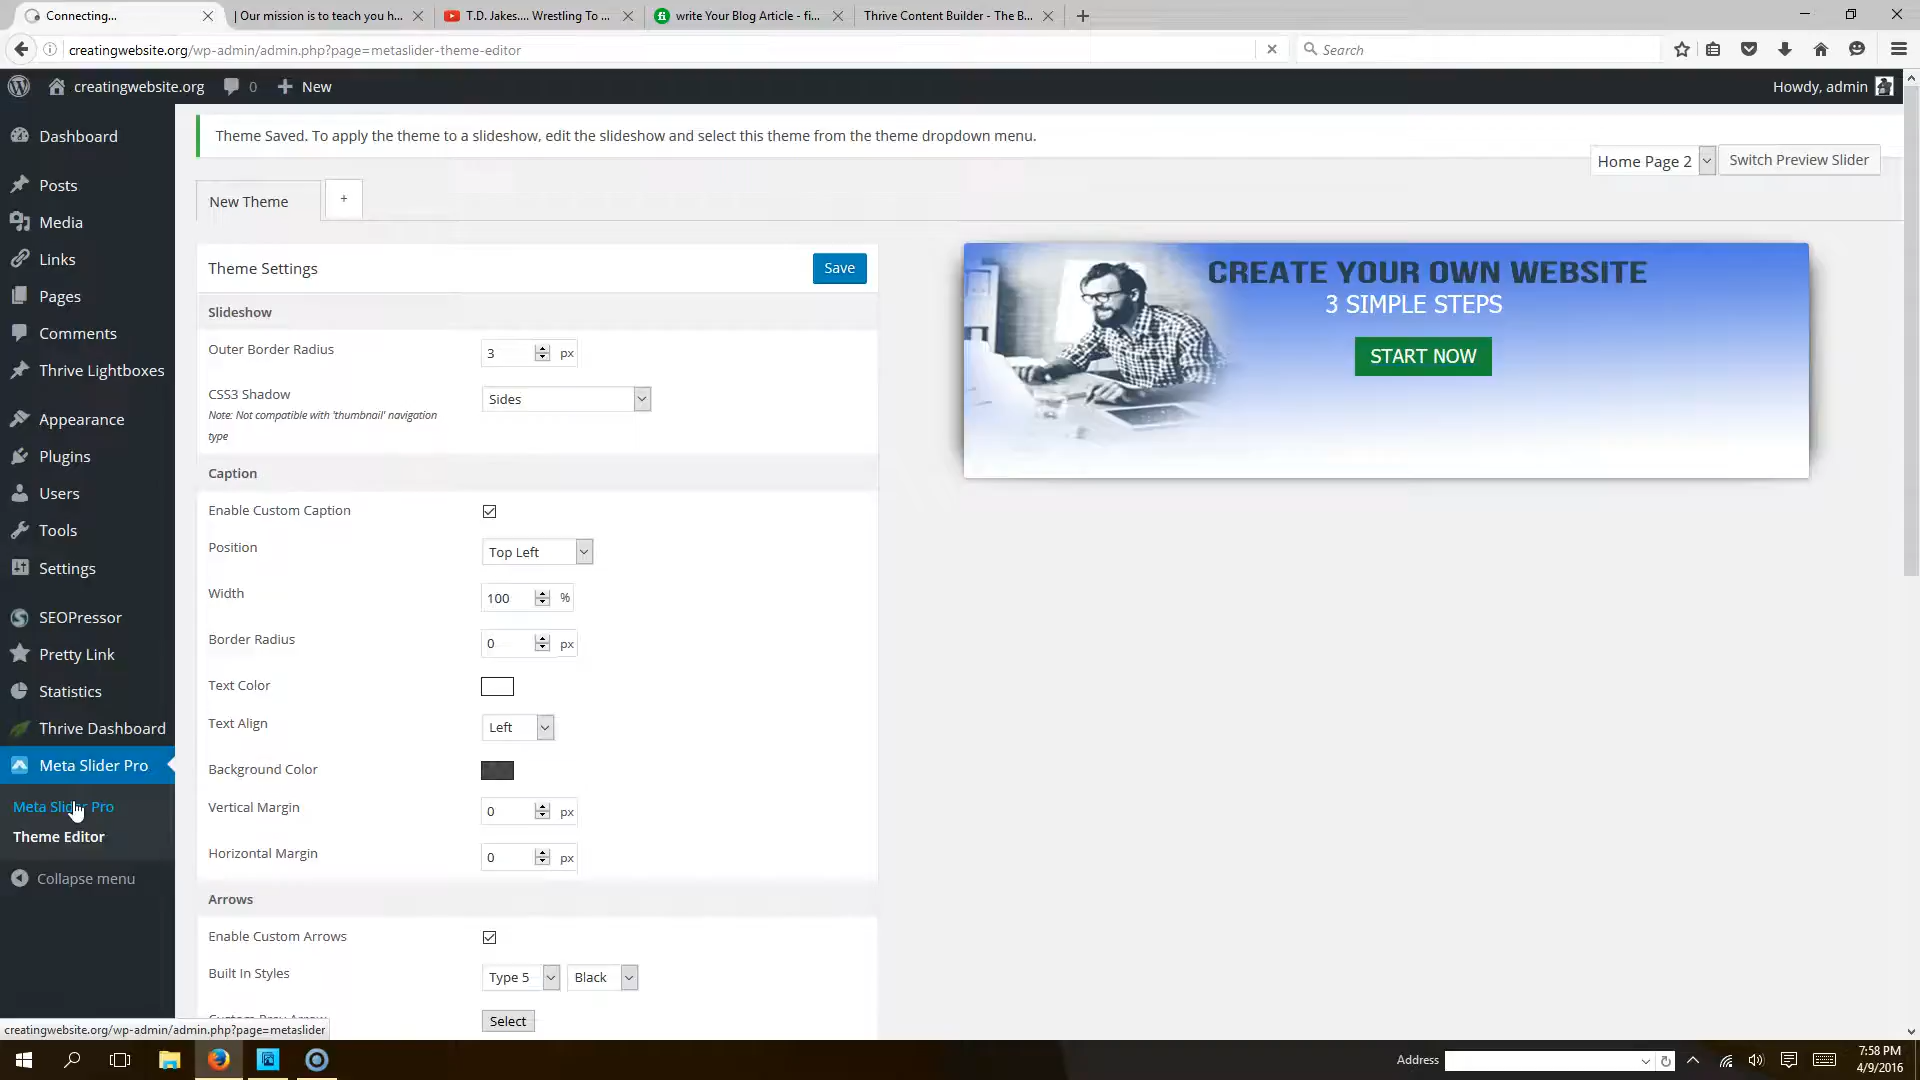 Connecting...
| Our mission is to teach you h...
T.D. Jakes.... Wrestling To ...
write Your Blog Article - fi...
Thrive Content Builder - The B...
creatingwebsite.org/wp-admin/admin.php?page=metaslider-theme-editor
Search
creatingwebsite.org
0
New
Howdy, admin
Dashboard
Posts
Media
Links
Pages
Comments
Thrive Lightboxes
Appearance
Plugins
Users
Tools
Settings
SEOPressor
Pretty Link
Statistics
Thrive Dashboard
Meta Slider Pro
Meta Slider Pro
Theme Editor
Collapse menu
Theme Saved. To apply the theme to a slideshow, edit the slideshow and select this theme from the theme dropdown menu.
Home Page 2
Switch Preview Slider
New Theme
+
Theme Settings
Save
Slideshow
Outer Border Radius
3
px
CSS3 Shadow
Note: Not compatible with 'thumbnail' navigation
type
Sides
Caption
Enable Custom Caption
Position
Top Left
Width
100
%
Border Radius
0
px
Text Color
Text Align
Left
Background Color
Vertical Margin
0
px
Horizontal Margin
0
px
Arrows
Enable Custom Arrows
Built In Styles
Type 5
Black
Select
CREATE YOUR OWN WEBSITE
3 SIMPLE STEPS
START NOW
creatingwebsite.org/wp-admin/admin.php?page=metaslider
Address
7:58 PM
4/9/2016